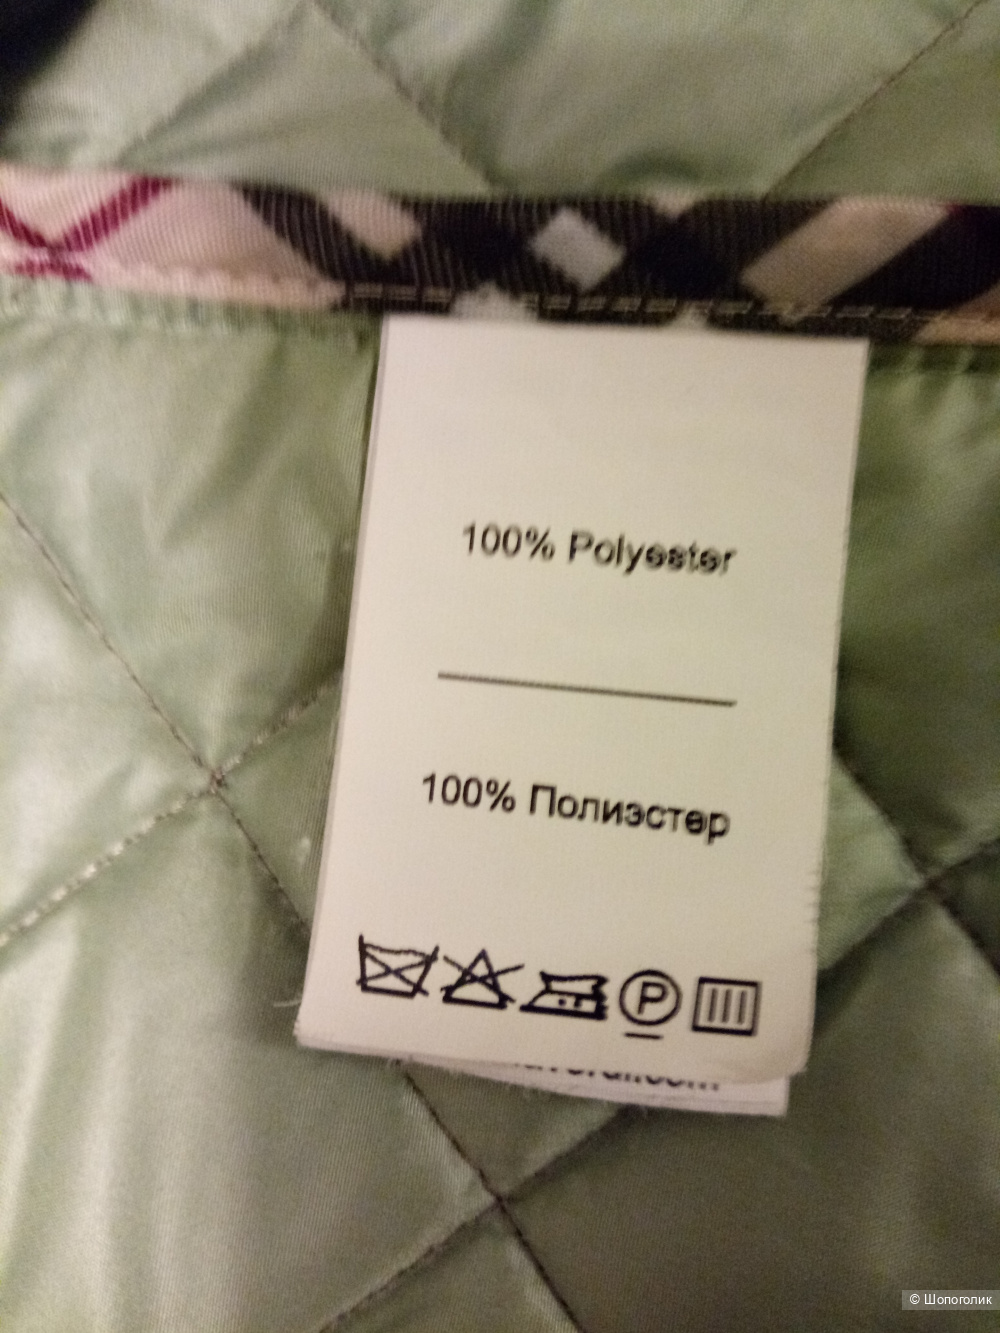 100% Polyester
100% Полиэстер
P
© Шопоголик